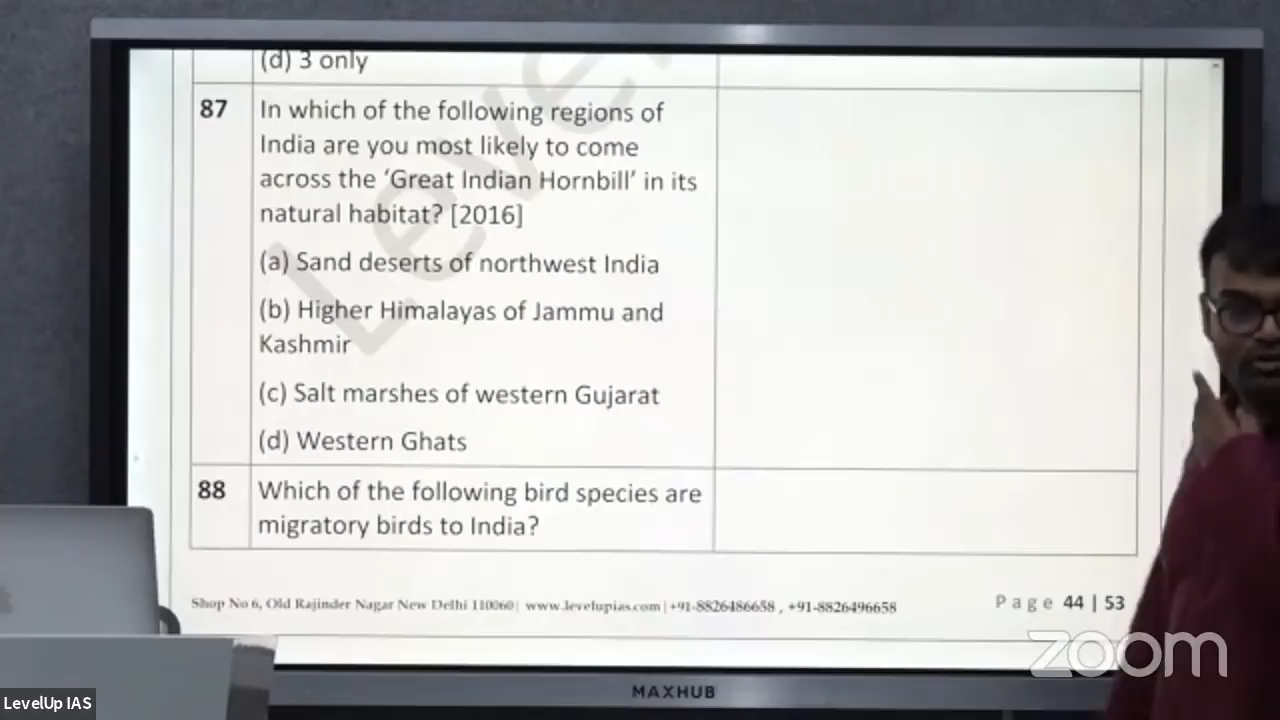 (d) 3 only
87
In which of the following regions of
India are you most likely to come
across the ‘Great Indian Hornbill’ in its
natural habitat? [2016]
(a) Sand deserts of northwest India
(b) Higher Himalayas of Jammu and
Kashmir
(c) Salt marshes of western Gujarat
(d) Western Ghats
88
Which of the following bird species are
migratory birds to India?
Level
Shop No 6, Old Rajinder Nagar New Delhi 110060| www.levelupias.com | +91-8826486658 , +91-8826496658
Page 44 | 53
zoom
MAXHUB
LevelUp IAS